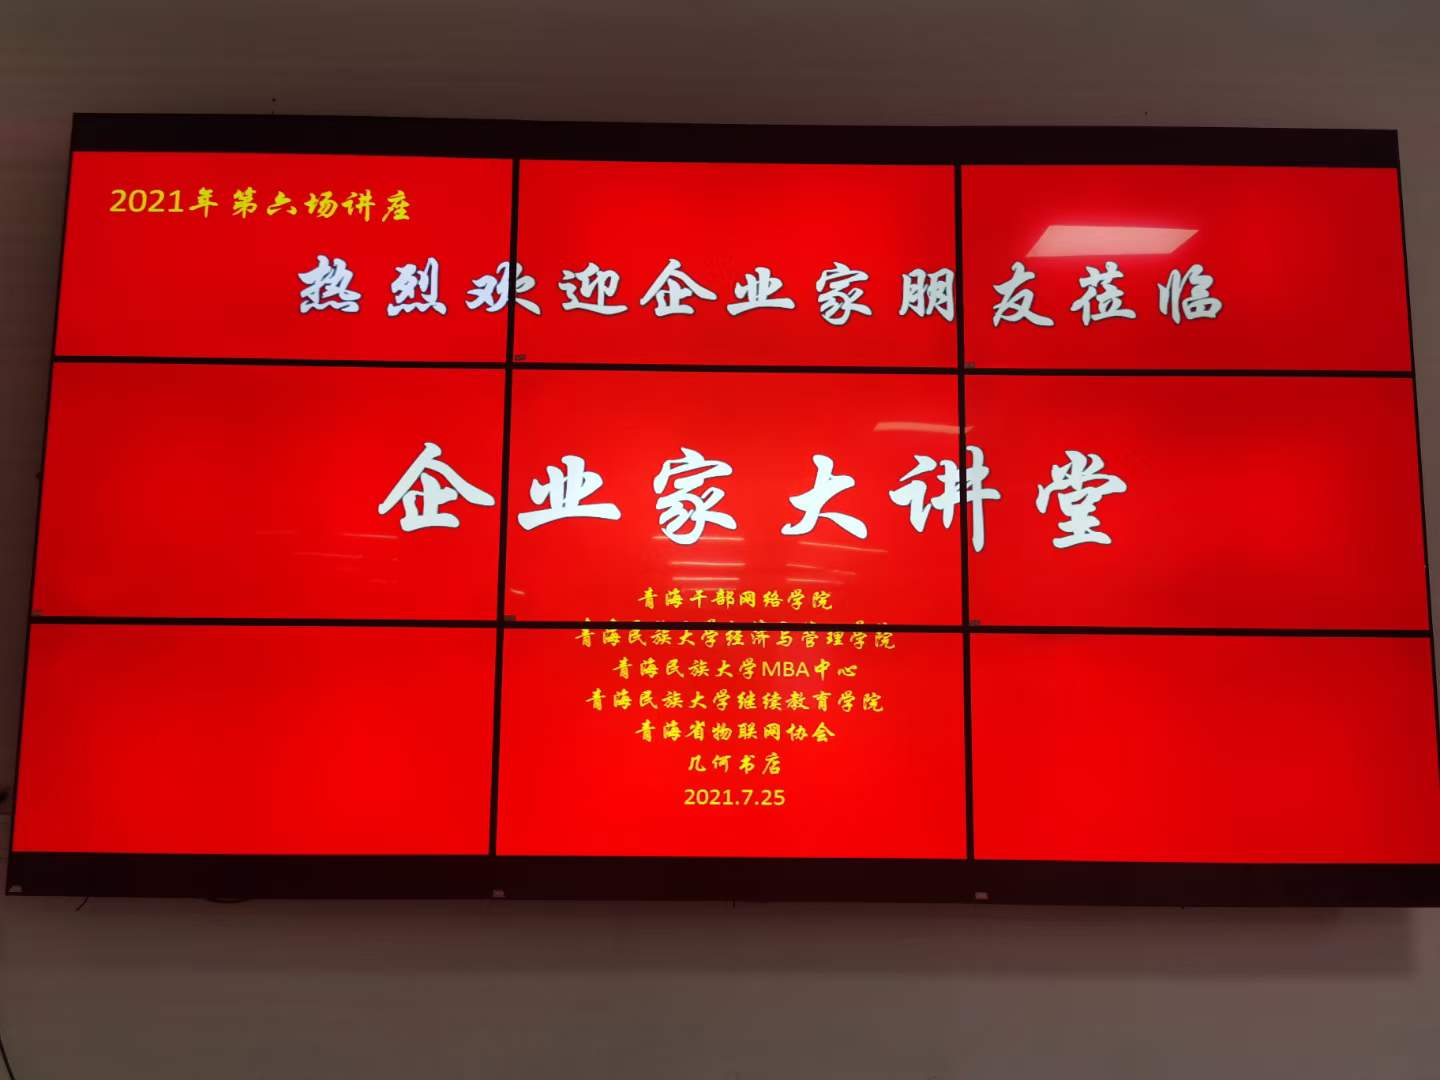 2021年第六场讲座
热烈欢迎企业家朋友莅临
企业家大讲堂
青海干部网络学院
青海民族大学经济与管理学院
青海民族大学MBA中心
青海民族大学继续教育学院
青海省物联网协会
几何书店
2021.7.25